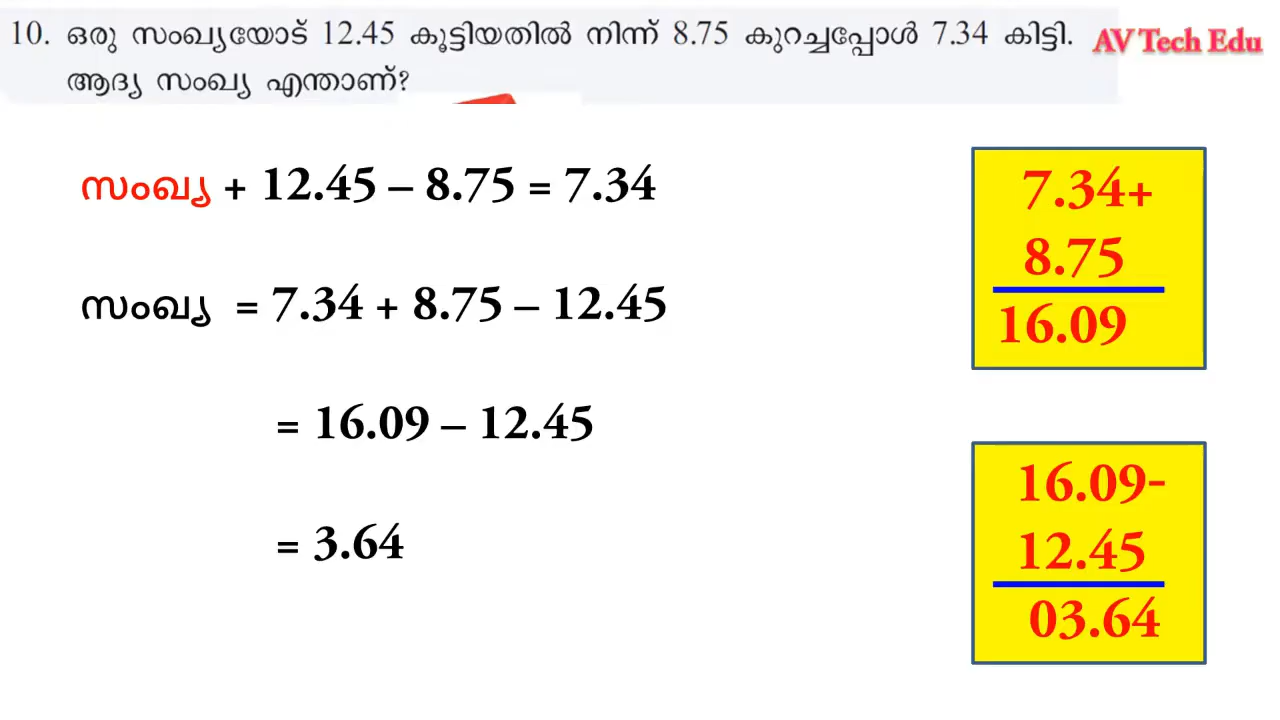 10. ഒരു സംഖ്യയോട് 12.45 കൂട്ടിയതിൽ നിന്ന് 8.75 കുറച്ചപ്പോൾ 7.34 കിട്ടി.
AV Tech Edu
ആദ്യ സംഖ്യ എന്താണ്?
സംഖ്യ + 12.45 – 8.75 = 7.34
സംഖ്യ = 7.34 + 8.75 – 12.45
= 16.09 – 12.45
= 3.64
7.34+
8.75
16.09
16.09-
12.45
03.64